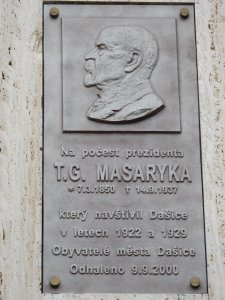 Na počest prezidenta
T.G. MASARYKA
* 7.3.1850 † 14.9.1937
který navštívil Dašice
v letech 1922 a 1929
Obyvatelé města Dašice
Odhaleno 9.9.2000